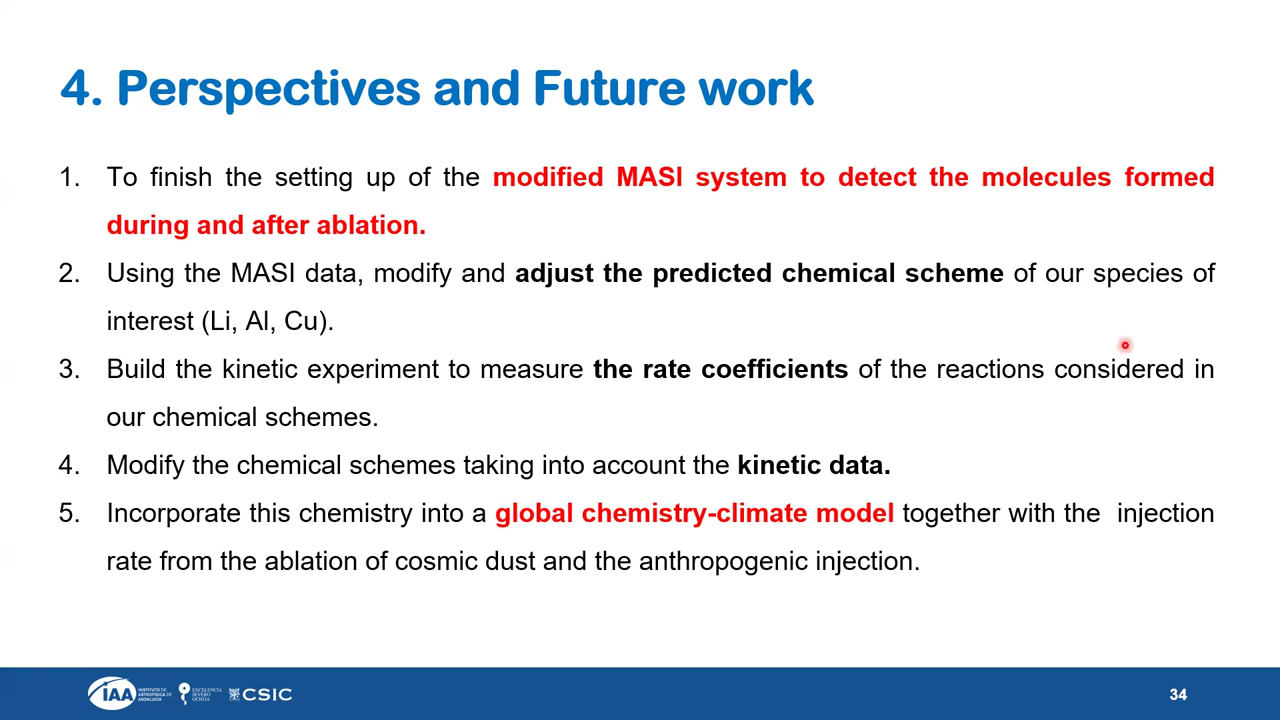 4. Perspectives and Future work
1. To finish the setting up of the modified MASI system to detect the molecules formed
during and after ablation.
2. Using the MASI data, modify and adjust the predicted chemical scheme of our species of
interest (Li, Al, Cu).
3. Build the kinetic experiment to measure the rate coefficients of the reactions considered in
our chemical schemes.
4. Modify the chemical schemes taking into account the kinetic data.
5. Incorporate this chemistry into a global chemistry-climate model together with the injection
rate from the ablation of cosmic dust and the anthropogenic injection.
IAA
INSTITUTO DE
ASTROFÍSICA DE
ANDALUCÍA
EXCELENCIA
SEVERO
OCHOA
CSIC
34